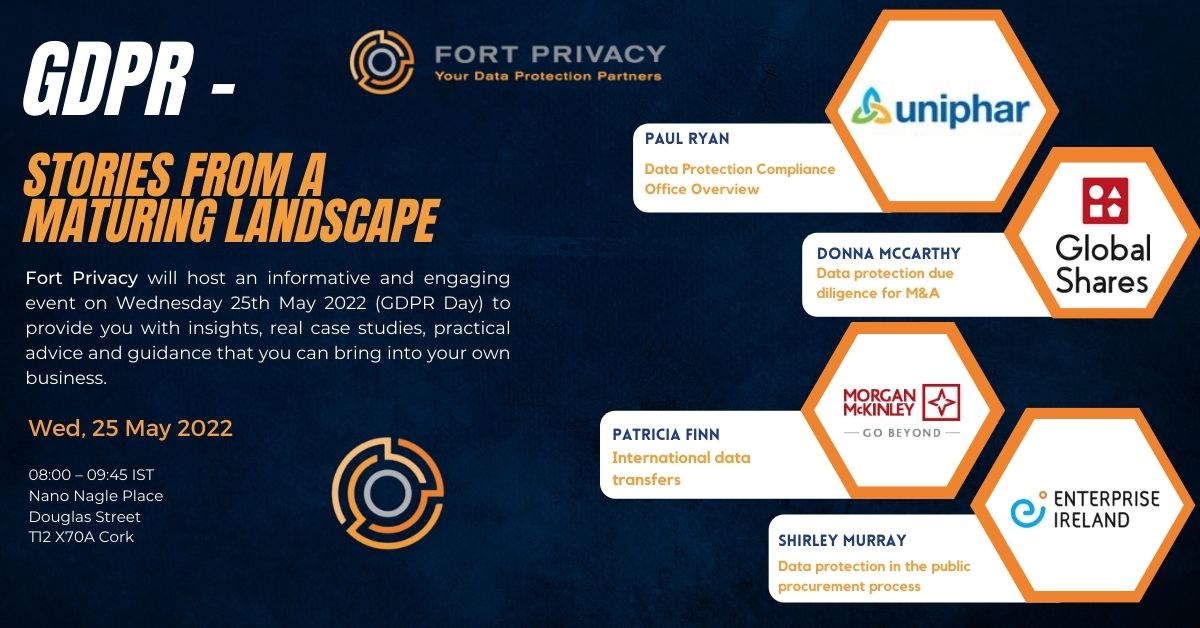 GDPR -
STORIES FROM A
MATURING LANDSCAPE
FORT PRIVACY
Your Data Protection Partners
Fort Privacy will host an informative and engaging
event on Wednesday 25th May 2022 (GDPR Day) to
provide you with insights, real case studies, practical
advice and guidance that you can bring into your own
business.
Wed, 25 May 2022
08:00 – 09:45 IST
Nano Nagle Place
Douglas Street
T12 X70A Cork
PAUL RYAN
Data Protection Compliance
Office Overview
uniphar
DONNA MCCARTHY
Data protection due
diligence for M&A
Global
Shares
PATRICIA FINN
International data
transfers
MORGAN
McKINLEY
GO BEYOND
SHIRLEY MURRAY
Data protection in the public
procurement process
ENTERPRISE
IRELAND